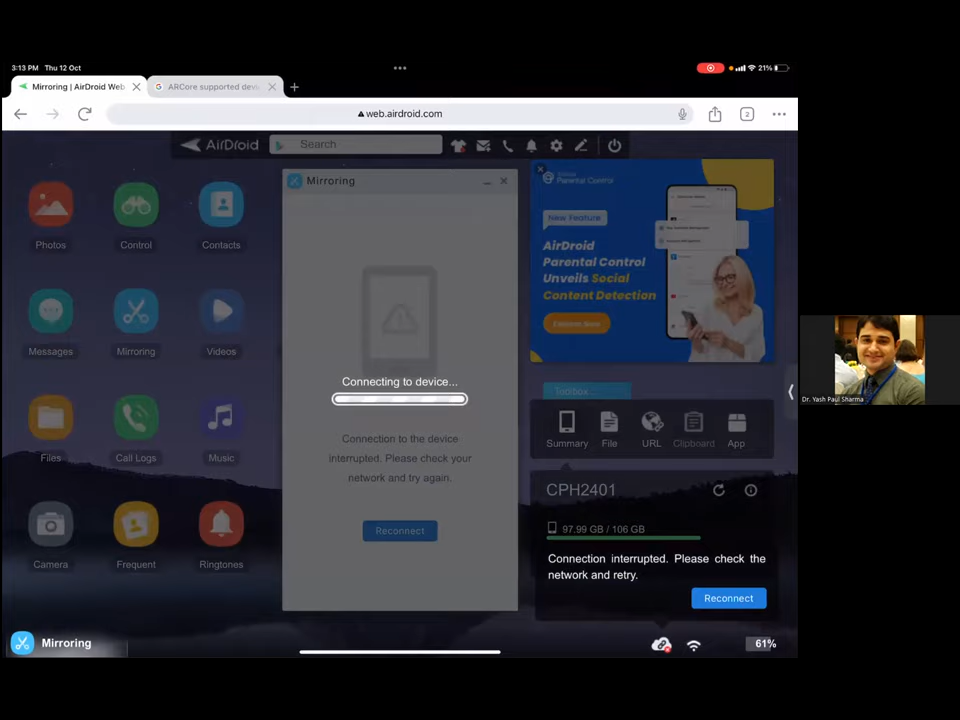 3:13 PM Thu 12 Oct
21%
Mirroring | AirDroid Web
ARCore supported devi
web.airdroid.com
2
AirDroid
Search
Mirroring
Parental Control
New Feature
AirDroid
Parental Control
Unveils Social
Content Detection
Photos
Control
Contacts
Messages
Mirroring
Videos
Files
Call Logs
Music
Camera
Frequent
Ringtones
Connecting to device...
Connection to the device
interrupted. Please check your
network and try again.
Reconnect
Toolbox
Summary
File
URL
Clipboard
App
CPH2401
97.99 GB / 106 GB
Connection interrupted. Please check the
network and retry.
Reconnect
Mirroring
61%
Dr. Yash Paul Sharma